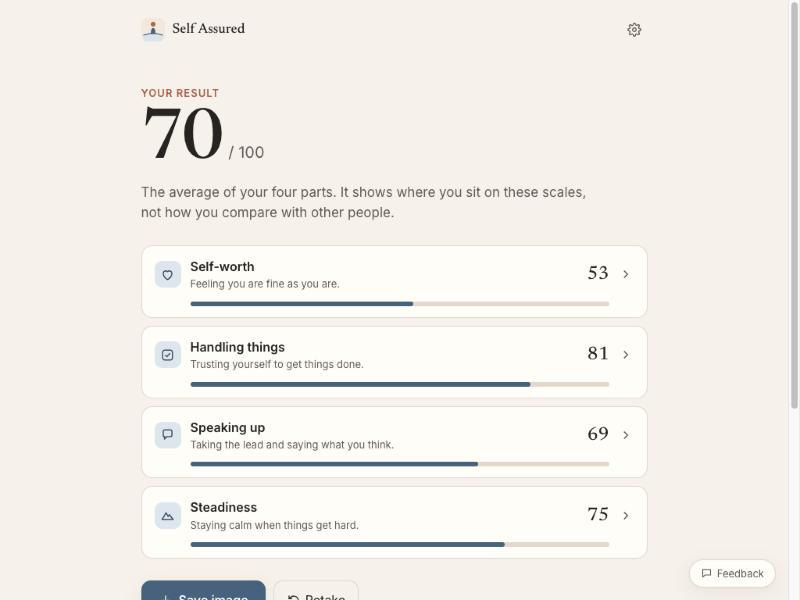 Self Assured
YOUR RESULT
70 / 100
The average of your four parts. It shows where you sit on these scales,
not how you compare with other people.
Self-worth
Feeling you are fine as you are.
53
Handling things
Trusting yourself to get things done.
81
Speaking up
Taking the lead and saying what you think.
69
Steadiness
Staying calm when things get hard.
75
Save image
Retake
Feedback